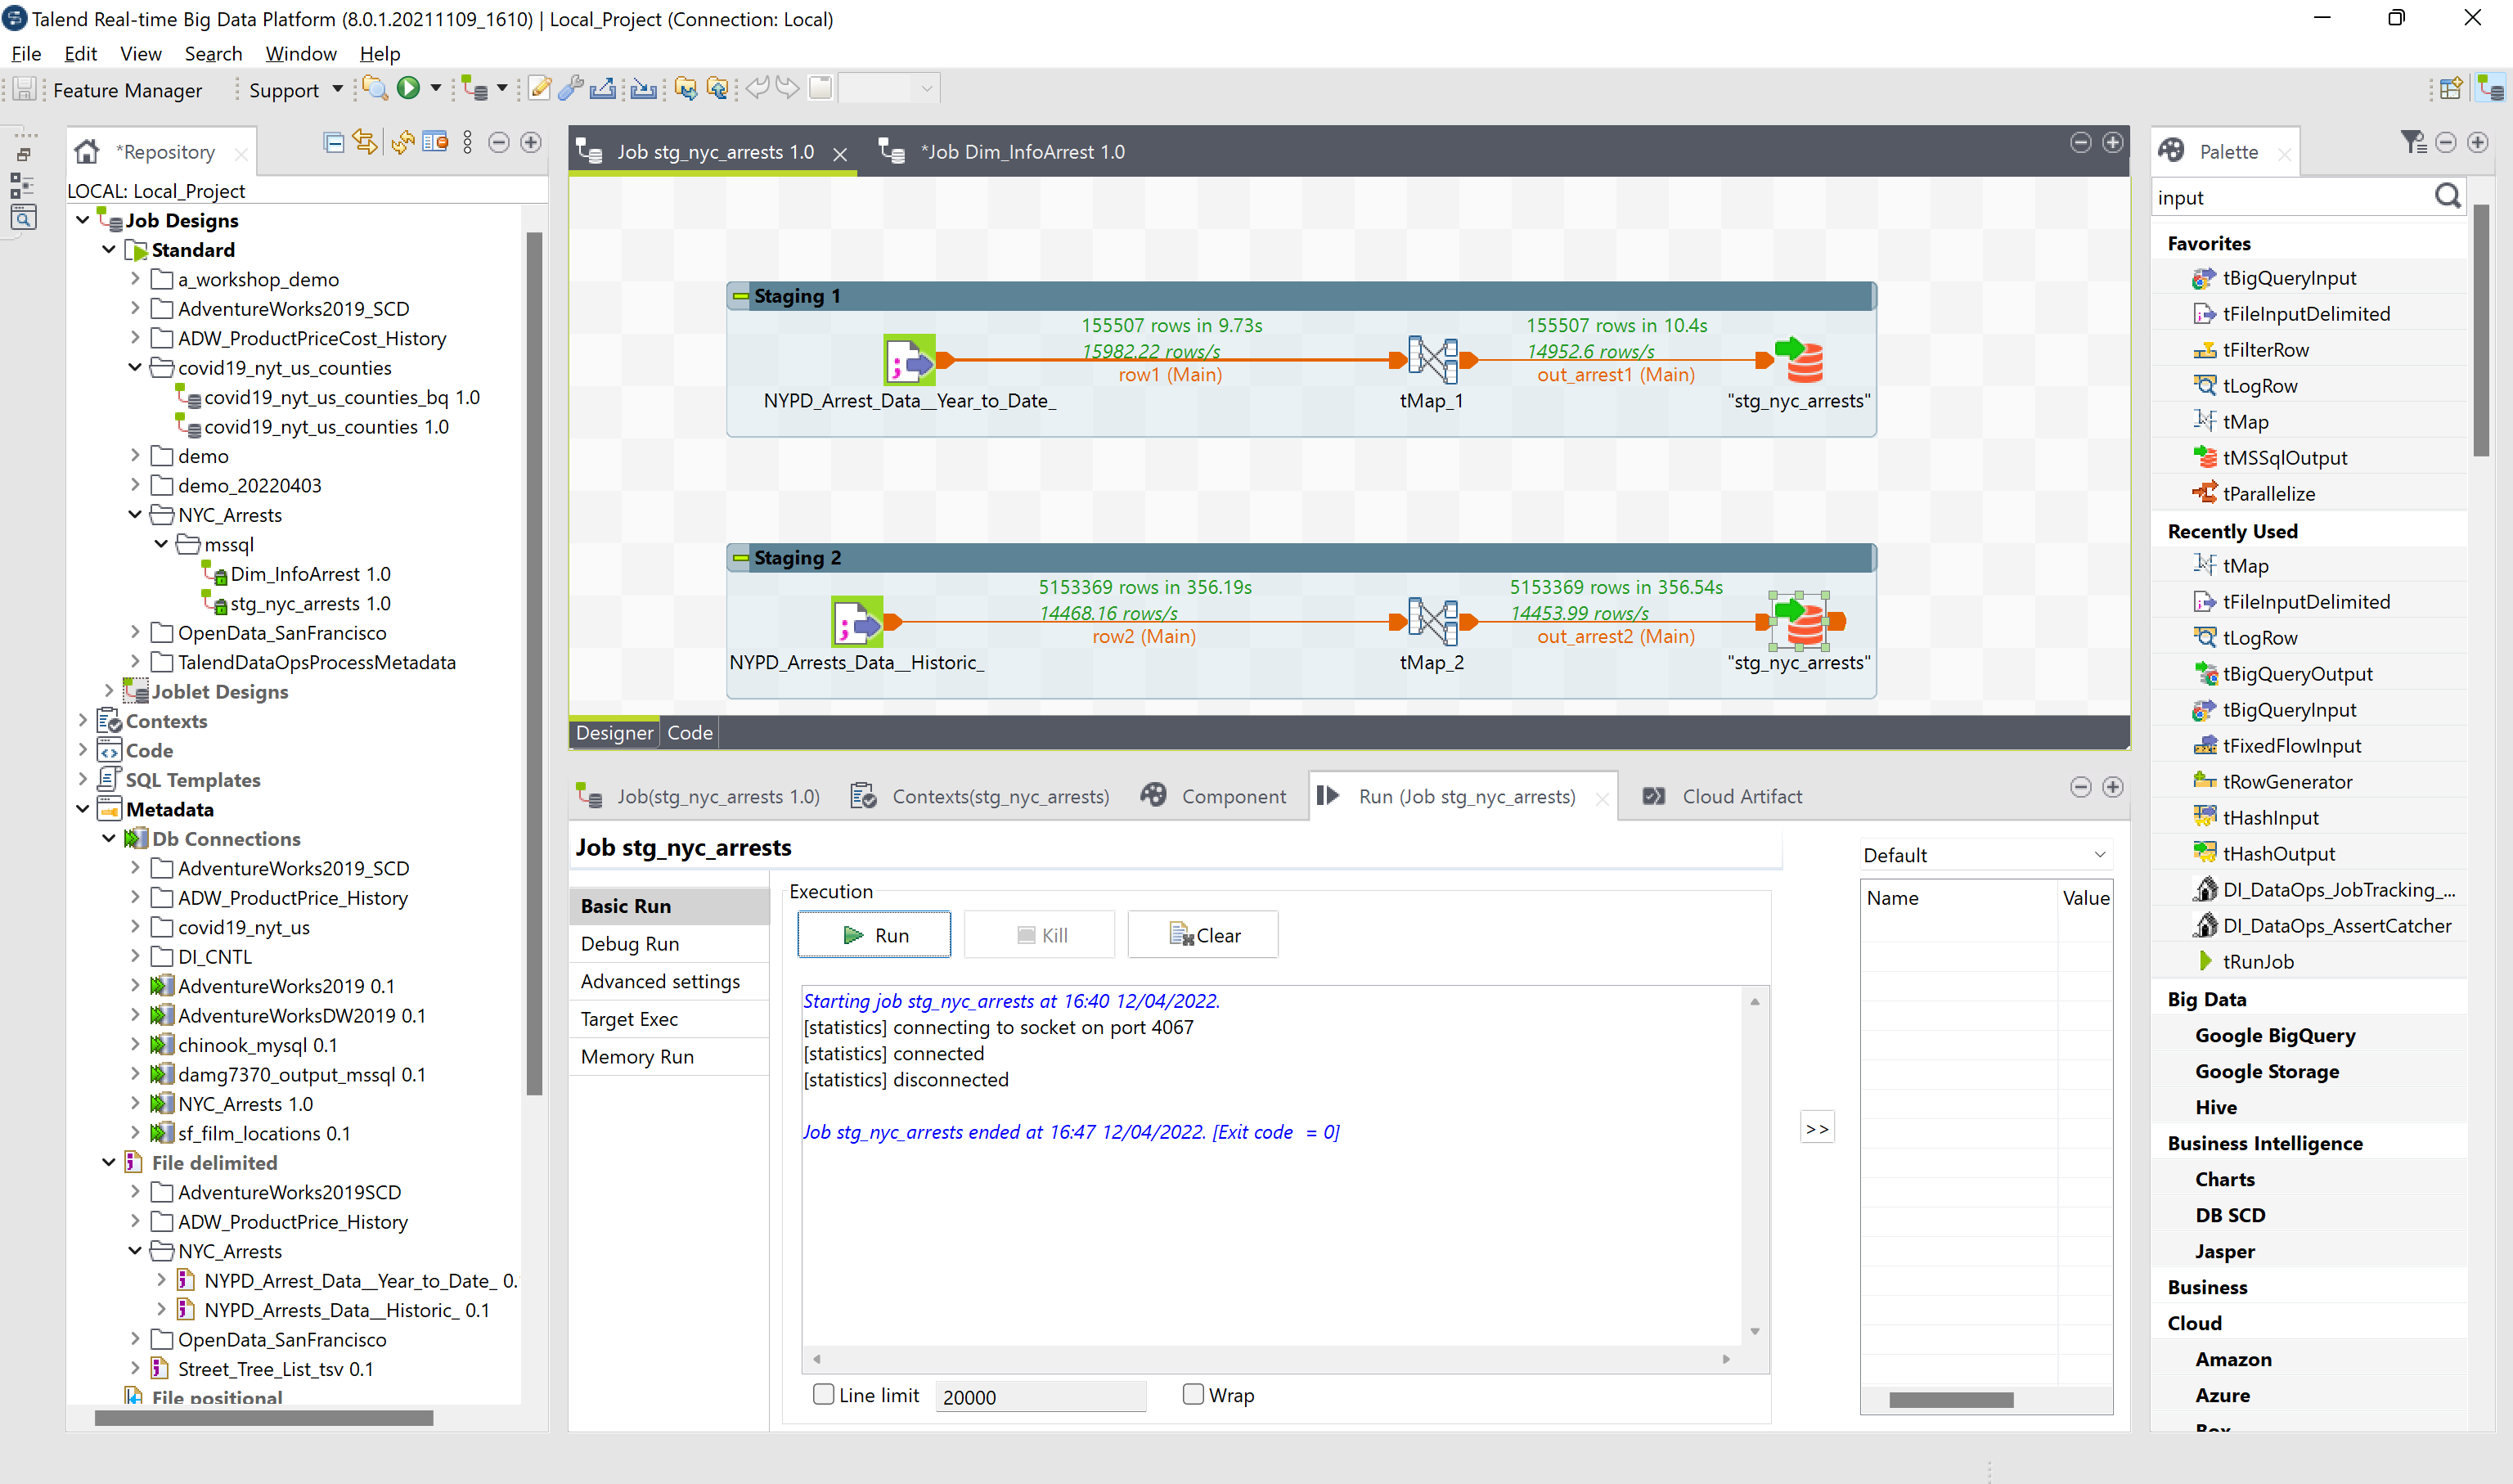 Talend Real-time Big Data Platform (8.0.1.20211109_1610) | Local_Project (Connection: Local)
File Edit View Search Window Help
Feature Manager Support
*Repository
LOCAL: Local_Project
Job Designs
Standard
a_workshop_demo
AdventureWorks2019_SCD
ADW_ProductPriceCost_History
covid19_nyt_us_counties
covid19_nyt_us_counties_bq 1.0
covid19_nyt_us_counties 1.0
demo
demo_20220403
NYC_Arrests
mssql
Dim_InfoArrest 1.0
stg_nyc_arrests 1.0
OpenData_SanFrancisco
TalendDataOpsProcessMetadata
Joblet Designs
Contexts
Code
SQL Templates
Metadata
Db Connections
AdventureWorks2019_SCD
ADW_ProductPrice_History
covid19_nyt_us
DI_CNTL
AdventureWorks2019 0.1
AdventureWorksDW2019 0.1
chinook_mysql 0.1
damg7370_output_mssql 0.1
NYC_Arrests 1.0
sf_film_locations 0.1
File delimited
AdventureWorks2019SCD
ADW_ProductPrice_History
NYC_Arrests
NYPD_Arrest_Data__Year_to_Date_ 0.
NYPD_Arrests_Data__Historic_ 0.1
OpenData_SanFrancisco
Street_Tree_List_tsv 0.1
File positional
Job stg_nyc_arrests 1.0
*Job Dim_InfoArrest 1.0
Staging 1
155507 rows in 9.73s
15982.22 rows/s
row1 (Main)
155507 rows in 10.4s
14952.6 rows/s
out_arrest1 (Main)
NYPD_Arrest_Data__Year_to_Date_
tMap_1
"stg_nyc_arrests"
Staging 2
5153369 rows in 356.19s
14468.16 rows/s
row2 (Main)
5153369 rows in 356.54s
14453.99 rows/s
out_arrest2 (Main)
NYPD_Arrests_Data__Historic_
tMap_2
"stg_nyc_arrests"
Designer Code
Job(stg_nyc_arrests 1.0)
Contexts(stg_nyc_arrests)
Component
Run (Job stg_nyc_arrests)
Cloud Artifact
Job stg_nyc_arrests
Basic Run
Debug Run
Advanced settings
Target Exec
Memory Run
Execution
Run
Kill
Clear
Starting job stg_nyc_arrests at 16:40 12/04/2022.
[statistics] connecting to socket on port 4067
[statistics] connected
[statistics] disconnected
Job stg_nyc_arrests ended at 16:47 12/04/2022. [Exit code = 0]
Line limit 20000
Wrap
>>
Default
Name Value
Palette
input
Favorites
tBigQueryInput
tFileInputDelimited
tFilterRow
tLogRow
tMap
tMSSqlOutput
tParallelize
Recently Used
tMap
tFileInputDelimited
tLogRow
tBigQueryOutput
tBigQueryInput
tFixedFlowInput
tRowGenerator
tHashInput
tHashOutput
DI_DataOps_JobTracking_...
DI_DataOps_AssertCatcher
tRunJob
Big Data
Google BigQuery
Google Storage
Hive
Business Intelligence
Charts
DB SCD
Jasper
Business
Cloud
Amazon
Azure
Box